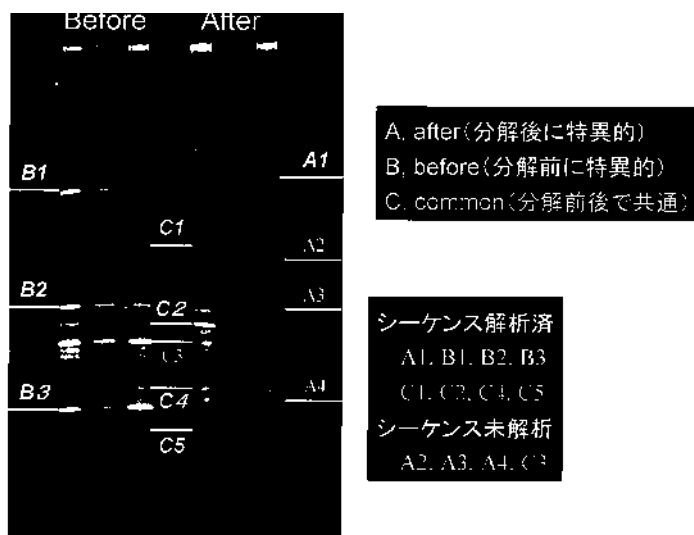 Before After
A1
B1
C1
A2
A3
B2
C2
C3
A4
B3
C4
C5
A, after(分解後に特異的)
B, before(分解前に特異的)
C, common(分解前後で共通)
シーケンス解析済
A1, B1, B2, B3
C1, C2, C4, C5
シーケンス未解析
A2, A3, A4, C3